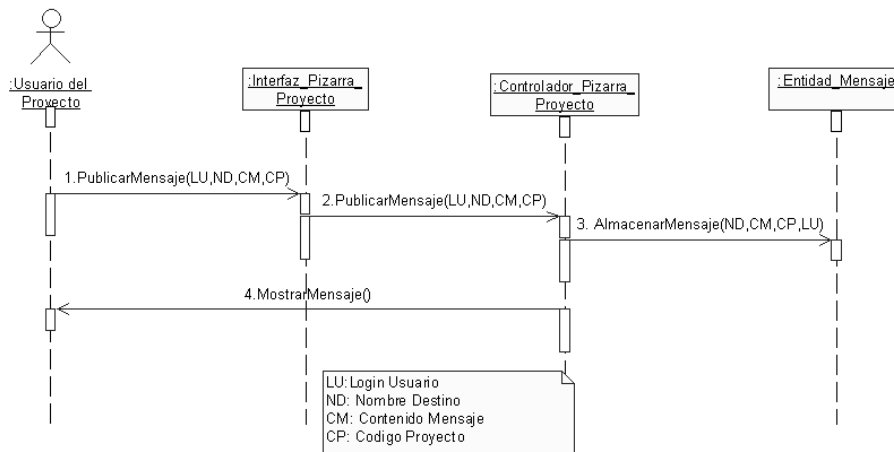 :Usuario del
Proyecto
:Interfaz_Pizarra_
Proyecto
:Controlador_Pizarra_
Proyecto
:Entidad_Mensaje
1.PublicarMensaje(LU,ND,CM,CP)
2.PublicarMensaje(LU,ND,CM,CP)
3. AlmacenarMensaje(ND,CM,CP,LU)
4.MostrarMensaje()
LU: Login Usuario
ND: Nombre Destino
CM: Contenido Mensaje
CP: Codigo Proyecto